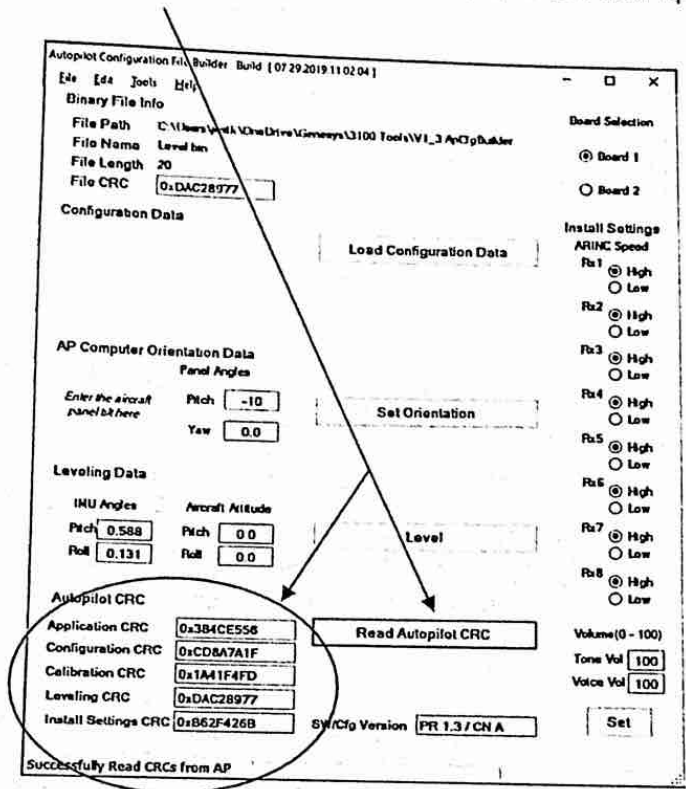 Autopilot Configuration File Builder Build [ 07 29.2019.11 02 04 ]
File Edit Tools Help
Binary File Info
File Path C:\Users\ \OneDrive\Genesys\3100 Tools\V1_3 ApCfgBuilder
File Name Level bin
File Length 20
File CRC 0xDAC28977
Board Selection
Board 1
Board 2
Configuration Data
Load Configuration Data
Install Settings
ARINC Speed
Rx1 High
Low
Rx2 High
Low
Rx3 High
Low
Rx4 High
Low
Rx5 High
Low
Rx6 High
Low
Rx7 High
Low
Rx8 High
Low
AP Computer Orientation Data
Panel Angles
Enter the aircraft
panel tilt here
Pitch -10
Yaw 0.0
Set Orientation
Leveling Data
IMU Angles Aircraft Attitude
Pitch 0.588 Pitch 0 0
Roll 0.131 Roll 0.0
Level
Autopilot CRC
Application CRC 0x384CE556
Configuration CRC 0xCD8A7A1F
Calibration CRC 0x1A41F4FD
Leveling CRC 0xDAC28977
Install Settings CRC 0xB62F426B
Read Autopilot CRC
SW/Cfg Version PR 1.3 / CN A
Volume (0 - 100)
Tone Vol 100
Voice Vol 100
Set
Successfully Read CRCs from AP